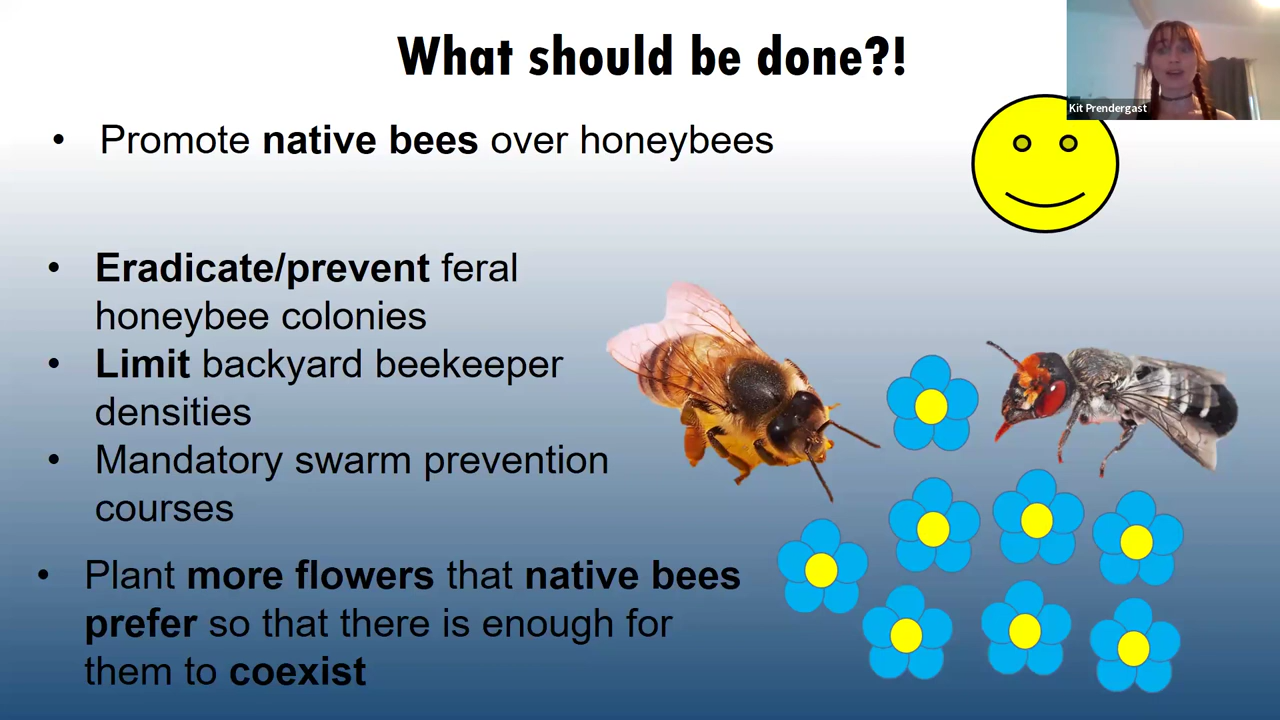 What should be done?!
Kit Prendergast
• Promote native bees over honeybees
• Eradicate/prevent feral
honeybee colonies
• Limit backyard beekeeper
densities
• Mandatory swarm prevention
courses
• Plant more flowers that native bees
prefer so that there is enough for
them to coexist